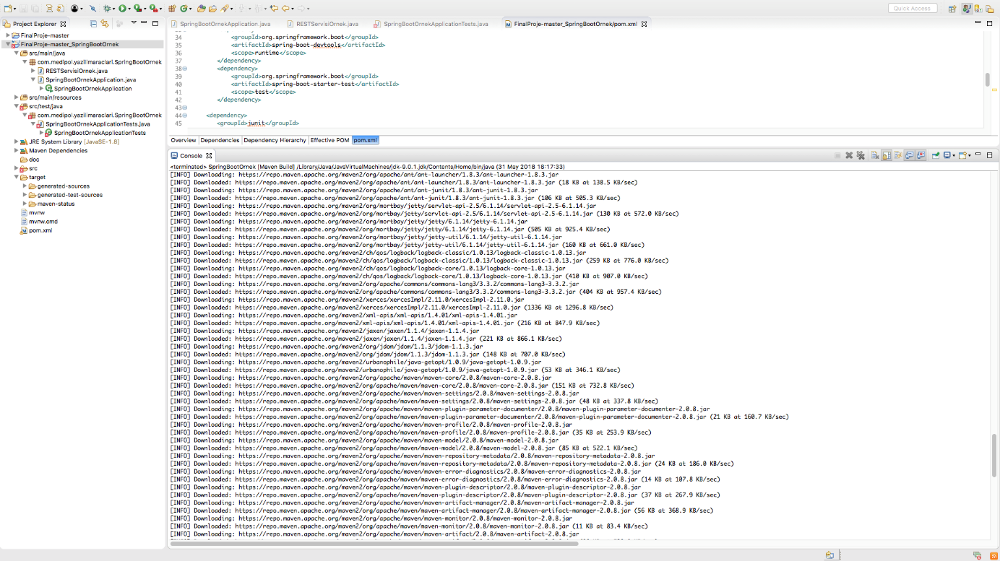 Quick Access
Project Explorer
FinalProje-master
FinalProje-master_SpringBootOrnek
src/main/java
com.medipol.yazilimaraclari.SpringBootOrnek
RESTServisiOrnek.java
SpringBootOrnekApplication.java
SpringBootOrnekApplication
src/main/resources
src/test/java
com.medipol.yazilimaraclari.SpringBootOrnek
SpringBootOrnekApplicationTests.java
SpringBootOrnekApplicationTests
JRE System Library [JavaSE-1.8]
Maven Dependencies
doc
src
target
generated-sources
generated-test-sources
maven-status
mvnw
mvnw.cmd
pom.xml
SpringBootOrnekApplication.java
RESTServisiOrnek.java
SpringBootOrnekApplicationTests.java
FinalProje-master_SpringBootOrnek/pom.xml
34 <groupId>org.springframework.boot</groupId>
35 <artifactId>spring-boot-devtools</artifactId>
36 <scope>runtime</scope>
37 </dependency>
38 <dependency>
39 <groupId>org.springframework.boot</groupId>
40 <artifactId>spring-boot-starter-test</artifactId>
41 <scope>test</scope>
42 </dependency>
43
44 <dependency>
45 <groupId>junit</groupId>
Overview Dependencies Dependency Hierarchy Effective POM pom.xml
Console
<terminated> SpringBootOrnek [Maven Build] /Library/Java/JavaVirtualMachines/jdk-9.0.1.jdk/Contents/Home/bin/java (31 May 2018 18:17:33)
[INFO] Downloading: https://repo.maven.apache.org/maven2/org/apache/ant/ant-launcher/1.8.3/ant-launcher-1.8.3.jar
[INFO] Downloaded: https://repo.maven.apache.org/maven2/org/apache/ant/ant-launcher/1.8.3/ant-launcher-1.8.3.jar (18 KB at 138.5 KB/sec)
[INFO] Downloading: https://repo.maven.apache.org/maven2/org/apache/ant/ant-junit/1.8.3/ant-junit-1.8.3.jar
[INFO] Downloaded: https://repo.maven.apache.org/maven2/org/apache/ant/ant-junit/1.8.3/ant-junit-1.8.3.jar (106 KB at 505.3 KB/sec)
[INFO] Downloading: https://repo.maven.apache.org/maven2/org/mortbay/jetty/servlet-api-2.5/6.1.14/servlet-api-2.5-6.1.14.jar
[INFO] Downloaded: https://repo.maven.apache.org/maven2/org/mortbay/jetty/servlet-api-2.5/6.1.14/servlet-api-2.5-6.1.14.jar (130 KB at 572.0 KB/sec)
[INFO] Downloading: https://repo.maven.apache.org/maven2/org/mortbay/jetty/jetty/6.1.14/jetty-6.1.14.jar
[INFO] Downloaded: https://repo.maven.apache.org/maven2/org/mortbay/jetty/jetty/6.1.14/jetty-6.1.14.jar (505 KB at 925.4 KB/sec)
[INFO] Downloading: https://repo.maven.apache.org/maven2/org/mortbay/jetty/jetty-util/6.1.14/jetty-util-6.1.14.jar
[INFO] Downloaded: https://repo.maven.apache.org/maven2/org/mortbay/jetty/jetty-util/6.1.14/jetty-util-6.1.14.jar (160 KB at 661.0 KB/sec)
[INFO] Downloading: https://repo.maven.apache.org/maven2/ch/qos/logback/logback-classic/1.0.13/logback-classic-1.0.13.jar
[INFO] Downloaded: https://repo.maven.apache.org/maven2/ch/qos/logback/logback-classic/1.0.13/logback-classic-1.0.13.jar (259 KB at 776.0 KB/sec)
[INFO] Downloading: https://repo.maven.apache.org/maven2/ch/qos/logback/logback-core/1.0.13/logback-core-1.0.13.jar
[INFO] Downloaded: https://repo.maven.apache.org/maven2/ch/qos/logback/logback-core/1.0.13/logback-core-1.0.13.jar (410 KB at 907.0 KB/sec)
[INFO] Downloading: https://repo.maven.apache.org/maven2/org/apache/commons/commons-lang3/3.3.2/commons-lang3-3.3.2.jar
[INFO] Downloaded: https://repo.maven.apache.org/maven2/org/apache/commons/commons-lang3/3.3.2/commons-lang3-3.3.2.jar (404 KB at 957.4 KB/sec)
[INFO] Downloading: https://repo.maven.apache.org/maven2/xerces/xercesImpl/2.11.0/xercesImpl-2.11.0.jar
[INFO] Downloaded: https://repo.maven.apache.org/maven2/xerces/xercesImpl/2.11.0/xercesImpl-2.11.0.jar (1336 KB at 1296.8 KB/sec)
[INFO] Downloading: https://repo.maven.apache.org/maven2/xml-apis/xml-apis/1.4.01/xml-apis-1.4.01.jar
[INFO] Downloaded: https://repo.maven.apache.org/maven2/xml-apis/xml-apis/1.4.01/xml-apis-1.4.01.jar (216 KB at 847.9 KB/sec)
[INFO] Downloading: https://repo.maven.apache.org/maven2/jaxen/jaxen/1.1.4/jaxen-1.1.4.jar
[INFO] Downloaded: https://repo.maven.apache.org/maven2/jaxen/jaxen/1.1.4/jaxen-1.1.4.jar (221 KB at 866.1 KB/sec)
[INFO] Downloading: https://repo.maven.apache.org/maven2/org/jdom/jdom/1.1.3/jdom-1.1.3.jar
[INFO] Downloaded: https://repo.maven.apache.org/maven2/org/jdom/jdom/1.1.3/jdom-1.1.3.jar (148 KB at 707.0 KB/sec)
[INFO] Downloading: https://repo.maven.apache.org/maven2/urbanophile/java-getopt/1.0.9/java-getopt-1.0.9.jar
[INFO] Downloaded: https://repo.maven.apache.org/maven2/urbanophile/java-getopt/1.0.9/java-getopt-1.0.9.jar (53 KB at 346.1 KB/sec)
[INFO] Downloading: https://repo.maven.apache.org/maven2/org/apache/maven/maven-core/2.0.8/maven-core-2.0.8.jar
[INFO] Downloaded: https://repo.maven.apache.org/maven2/org/apache/maven/maven-core/2.0.8/maven-core-2.0.8.jar (151 KB at 732.8 KB/sec)
[INFO] Downloading: https://repo.maven.apache.org/maven2/org/apache/maven/maven-settings/2.0.8/maven-settings-2.0.8.jar
[INFO] Downloaded: https://repo.maven.apache.org/maven2/org/apache/maven/maven-settings/2.0.8/maven-settings-2.0.8.jar (48 KB at 337.8 KB/sec)
[INFO] Downloading: https://repo.maven.apache.org/maven2/org/apache/maven/maven-plugin-parameter-documenter/2.0.8/maven-plugin-parameter-documenter-2.0.8.jar
[INFO] Downloaded: https://repo.maven.apache.org/maven2/org/apache/maven/maven-plugin-parameter-documenter/2.0.8/maven-plugin-parameter-documenter-2.0.8.jar (21 KB at 160.7 KB/sec)
[INFO] Downloading: https://repo.maven.apache.org/maven2/org/apache/maven/maven-profile/2.0.8/maven-profile-2.0.8.jar
[INFO] Downloaded: https://repo.maven.apache.org/maven2/org/apache/maven/maven-profile/2.0.8/maven-profile-2.0.8.jar (35 KB at 253.9 KB/sec)
[INFO] Downloading: https://repo.maven.apache.org/maven2/org/apache/maven/maven-model/2.0.8/maven-model-2.0.8.jar
[INFO] Downloaded: https://repo.maven.apache.org/maven2/org/apache/maven/maven-model/2.0.8/maven-model-2.0.8.jar (85 KB at 522.1 KB/sec)
[INFO] Downloading: https://repo.maven.apache.org/maven2/org/apache/maven/maven-repository-metadata/2.0.8/maven-repository-metadata-2.0.8.jar
[INFO] Downloaded: https://repo.maven.apache.org/maven2/org/apache/maven/maven-repository-metadata/2.0.8/maven-repository-metadata-2.0.8.jar (24 KB at 186.0 KB/sec)
[INFO] Downloading: https://repo.maven.apache.org/maven2/org/apache/maven/maven-error-diagnostics/2.0.8/maven-error-diagnostics-2.0.8.jar
[INFO] Downloaded: https://repo.maven.apache.org/maven2/org/apache/maven/maven-error-diagnostics/2.0.8/maven-error-diagnostics-2.0.8.jar (14 KB at 107.8 KB/sec)
[INFO] Downloading: https://repo.maven.apache.org/maven2/org/apache/maven/maven-plugin-descriptor/2.0.8/maven-plugin-descriptor-2.0.8.jar
[INFO] Downloaded: https://repo.maven.apache.org/maven2/org/apache/maven/maven-plugin-descriptor/2.0.8/maven-plugin-descriptor-2.0.8.jar (37 KB at 267.9 KB/sec)
[INFO] Downloading: https://repo.maven.apache.org/maven2/org/apache/maven/maven-artifact-manager/2.0.8/maven-artifact-manager-2.0.8.jar
[INFO] Downloaded: https://repo.maven.apache.org/maven2/org/apache/maven/maven-artifact-manager/2.0.8/maven-artifact-manager-2.0.8.jar (56 KB at 368.9 KB/sec)
[INFO] Downloading: https://repo.maven.apache.org/maven2/org/apache/maven/maven-monitor/2.0.8/maven-monitor-2.0.8.jar
[INFO] Downloaded: https://repo.maven.apache.org/maven2/org/apache/maven/maven-monitor/2.0.8/maven-monitor-2.0.8.jar (11 KB at 83.4 KB/sec)
[INFO] Downloading: https://repo.maven.apache.org/maven2/org/apache/maven/maven-artifact/2.0.8/maven-artifact-2.0.8.jar